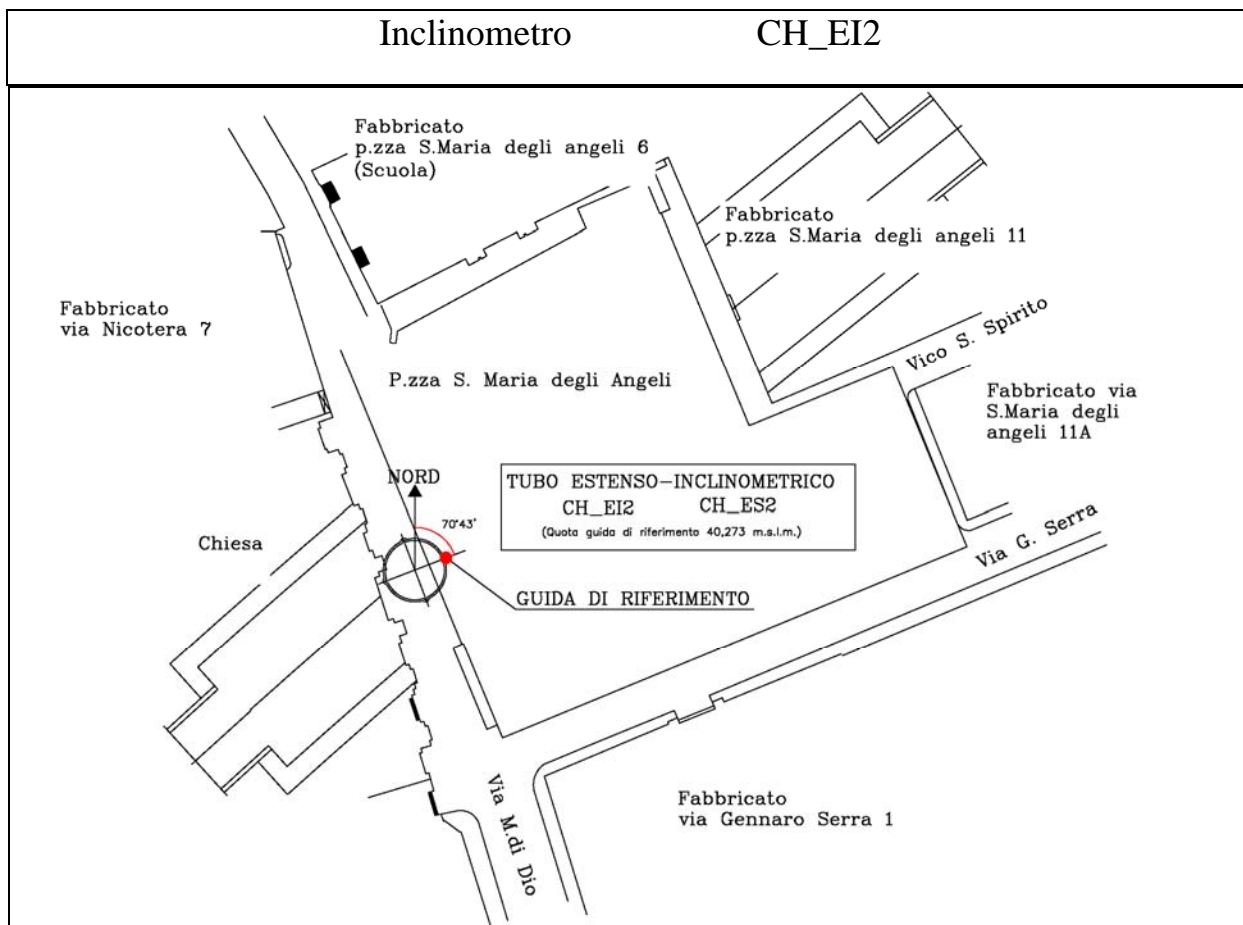 Inclinometro CH_EI2
Fabbricato
p.zza S.Maria degli angeli 6
(Scuola)
Fabbricato
p.zza S.Maria degli angeli 11
Fabbricato
via Nicotera 7
Vico S. Spirito
P.zza S. Maria degli Angeli
Fabbricato via
S.Maria degli
angeli 11A
NORD
70°43'
TUBO ESTENSO-INCLINOMETRICO
CH_EI2 CH_ES2
(Quota guida di riferimento 40,273 m.s.l.m.)
Chiesa
Via G. Serra
GUIDA DI RIFERIMENTO
Via M.di Dio
Fabbricato
via Gennaro Serra 1